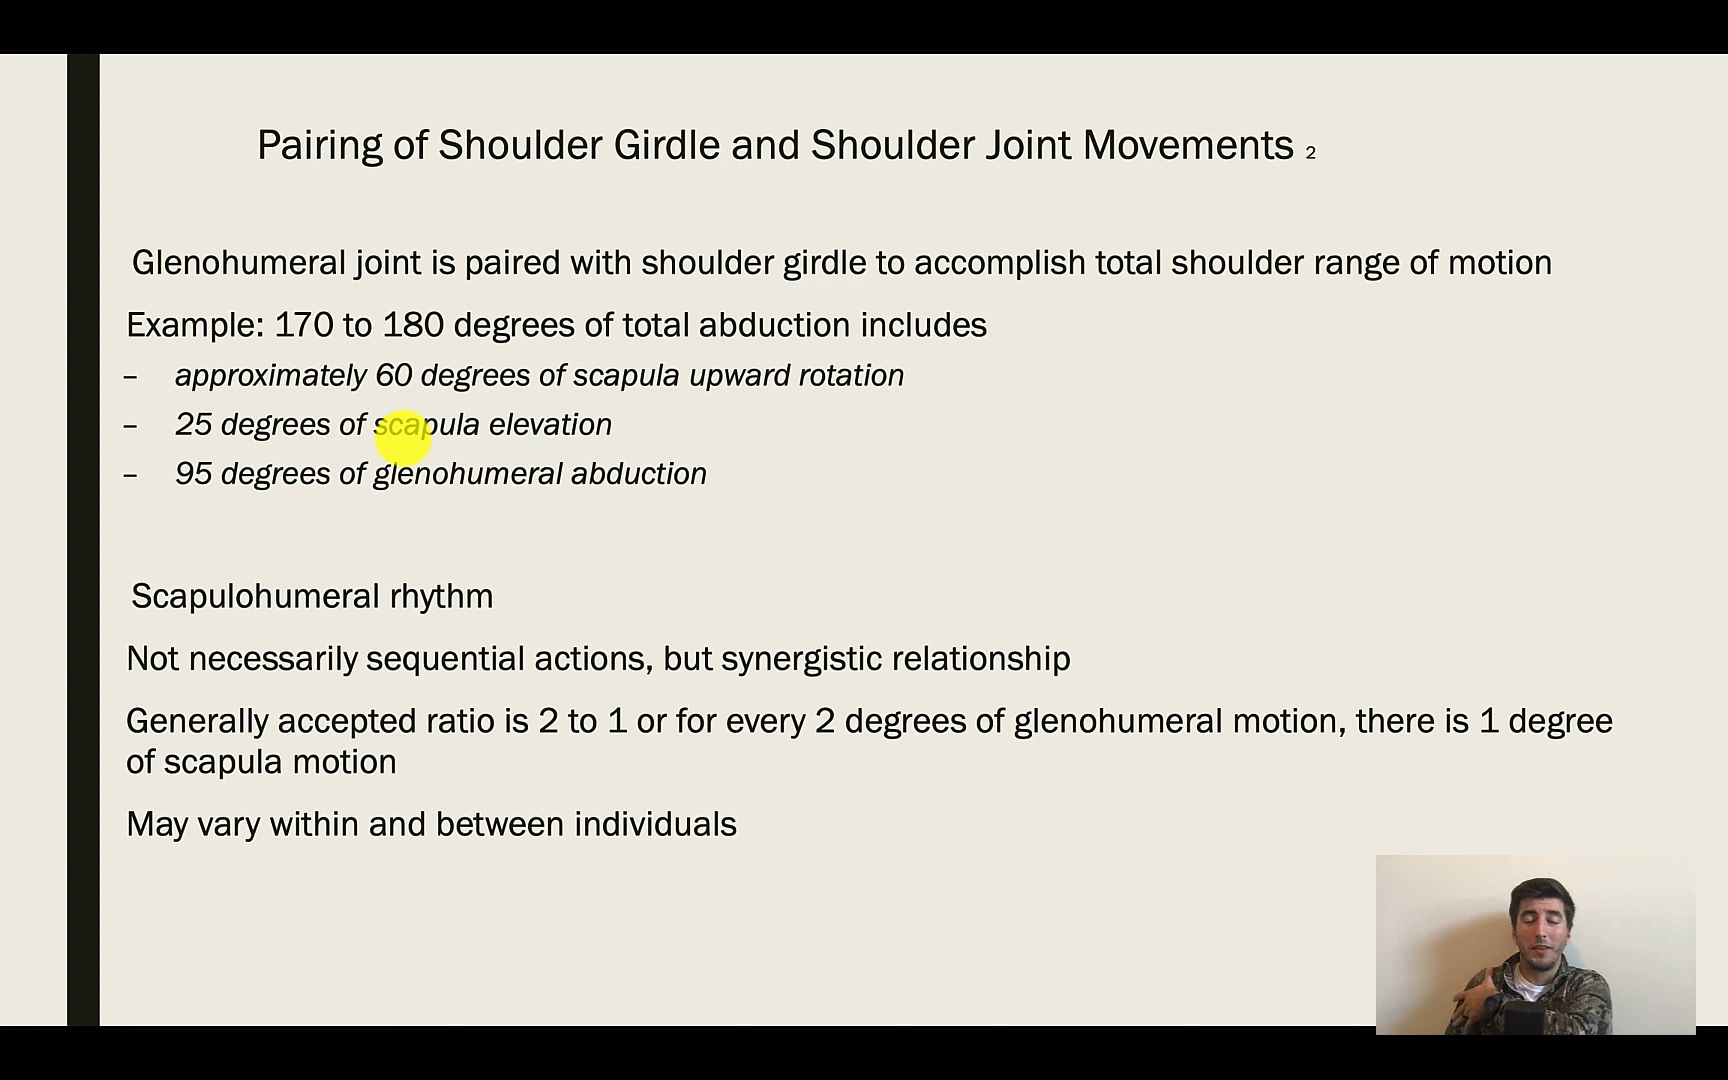 Pairing of Shoulder Girdle and Shoulder Joint Movements 2
Glenohumeral joint is paired with shoulder girdle to accomplish total shoulder range of motion
Example: 170 to 180 degrees of total abduction includes
– approximately 60 degrees of scapula upward rotation
– 25 degrees of scapula elevation
– 95 degrees of glenohumeral abduction
Scapulohumeral rhythm
Not necessarily sequential actions, but synergistic relationship
Generally accepted ratio is 2 to 1 or for every 2 degrees of glenohumeral motion, there is 1 degree
of scapula motion
May vary within and between individuals